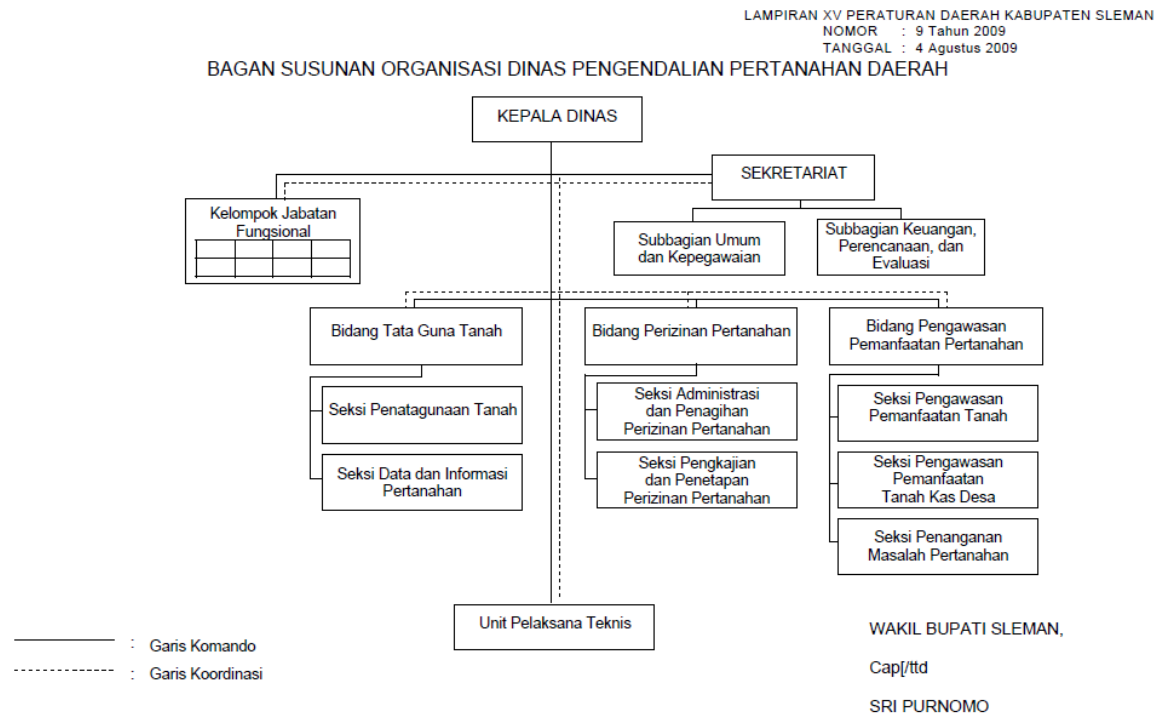 LAMPIRAN XV PERATURAN DAERAH KABUPATEN SLEMAN
NOMOR : 9 Tahun 2009
TANGGAL : 4 Agustus 2009
BAGAN SUSUNAN ORGANISASI DINAS PENGENDALIAN PERTANAHAN DAERAH
KEPALA DINAS
SEKRETARIAT
Kelompok Jabatan
Fungsional
Subbagian Umum
dan Kepegawaian
Subbagian Keuangan,
Perencanaan, dan
Evaluasi
Bidang Tata Guna Tanah
Bidang Perizinan Pertanahan
Bidang Pengawasan
Pemanfaatan Pertanahan
Seksi Penatagunaan Tanah
Seksi Administrasi
dan Penagihan
Perizinan Pertanahan
Seksi Pengawasan
Pemanfaatan Tanah
Seksi Data dan Informasi
Pertanahan
Seksi Pengkajian
dan Penetapan
Perizinan Pertanahan
Seksi Pengawasan
Pemanfaatan
Tanah Kas Desa
Seksi Penanganan
Masalah Pertanahan
Unit Pelaksana Teknis
: Garis Komando
: Garis Koordinasi
WAKIL BUPATI SLEMAN,
Cap[/ttd
SRI PURNOMO